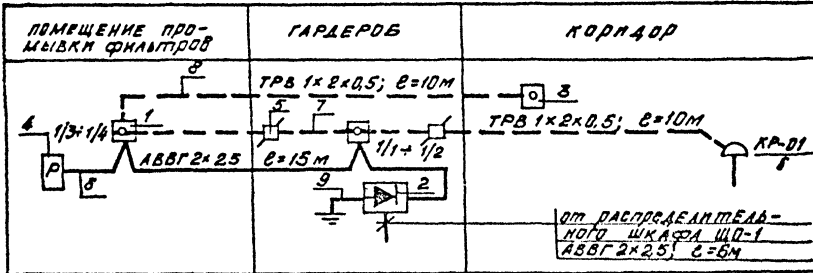 ПОМЕЩЕНИЕ ПРО-
МЫВКИ ФИЛЬТРОВ
ГАРДЕРОБ
КОРИДОР
8
ТРВ 1×2×0,5; ℓ=10м
3
4
1/3÷1/4
1
5
7
1/1÷1/2
ТРВ 1×2×0,5; ℓ=10м
КР-01
6
Р
АВВГ 2×2,5 ℓ=15м
8
9
2
ОТ РАСПРЕДЕЛИТЕЛЬ-
НОГО ШКАФА ЩО-1
АВВГ 2×2,5; ℓ=6м